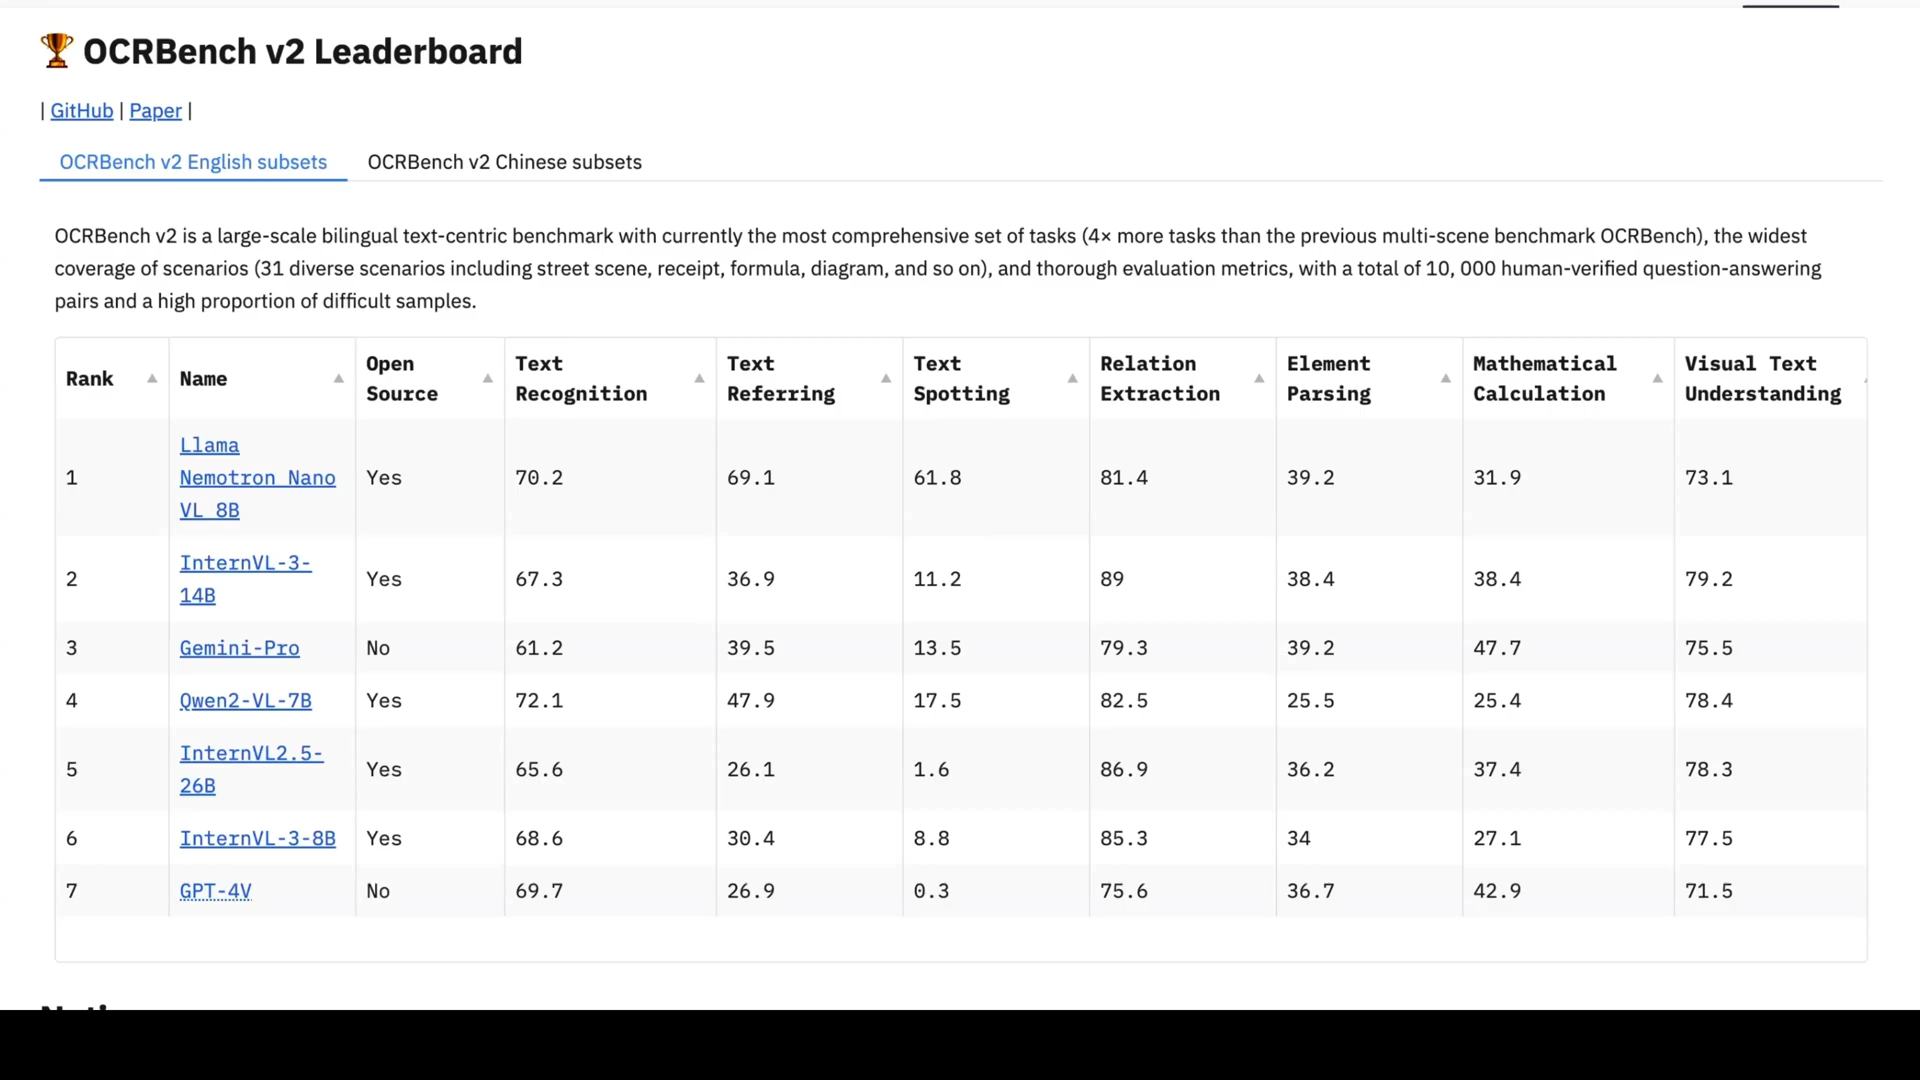 🏆 OCRBench v2 Leaderboard
| GitHub | Paper |
OCRBench v2 English subsets OCRBench v2 Chinese subsets
OCRBench v2 is a large-scale bilingual text-centric benchmark with currently the most comprehensive set of tasks (4× more tasks than the previous multi-scene benchmark OCRBench), the widest
coverage of scenarios (31 diverse scenarios including street scene, receipt, formula, diagram, and so on), and thorough evaluation metrics, with a total of 10, 000 human-verified question-answering
pairs and a high proportion of difficult samples.
Rank Name Open Source Text Recognition Text Referring Text Spotting Relation Extraction Element Parsing Mathematical Calculation Visual Text Understanding
1 Llama Nemotron Nano VL 8B Yes 70.2 69.1 61.8 81.4 39.2 31.9 73.1
2 InternVL-3-14B Yes 67.3 36.9 11.2 89 38.4 38.4 79.2
3 Gemini-Pro No 61.2 39.5 13.5 79.3 39.2 47.7 75.5
4 Qwen2-VL-7B Yes 72.1 47.9 17.5 82.5 25.5 25.4 78.4
5 InternVL2.5-26B Yes 65.6 26.1 1.6 86.9 36.2 37.4 78.3
6 InternVL-3-8B Yes 68.6 30.4 8.8 85.3 34 27.1 77.5
7 GPT-4V No 69.7 26.9 0.3 75.6 36.7 42.9 71.5